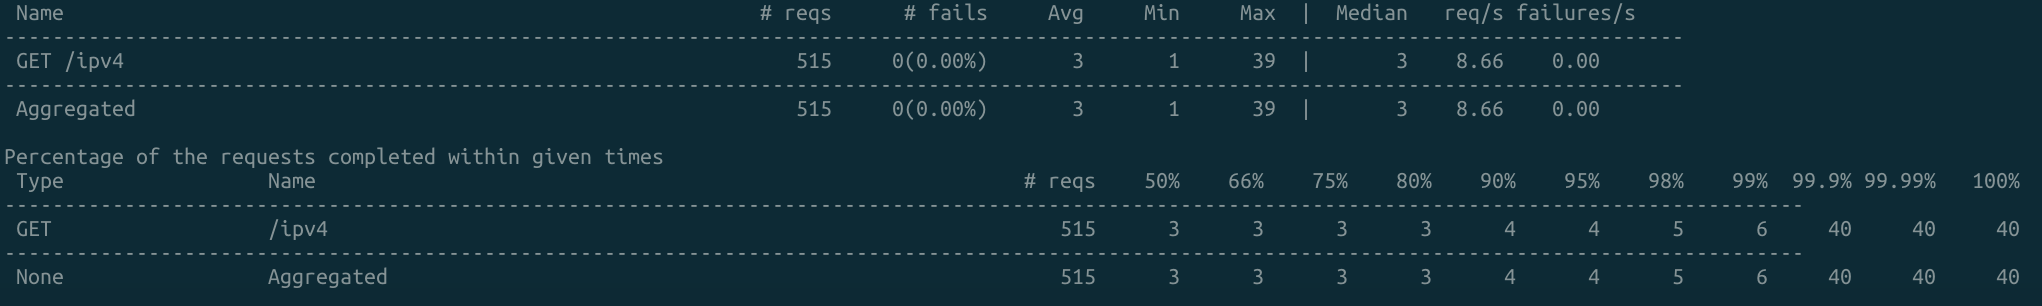 Name # reqs # fails Avg Min Max | Median req/s failures/s
--------------------------------------------------------------------------------------------------------------------------------------------
GET /ipv4 515 0(0.00%) 3 1 39 | 3 8.66 0.00
--------------------------------------------------------------------------------------------------------------------------------------------
Aggregated 515 0(0.00%) 3 1 39 | 3 8.66 0.00
Percentage of the requests completed within given times
Type Name # reqs 50% 66% 75% 80% 90% 95% 98% 99% 99.9% 99.99% 100%
------------------------------------------------------------------------------------------------------------------------------------------------------
GET /ipv4 515 3 3 3 3 4 4 5 6 40 40 40
------------------------------------------------------------------------------------------------------------------------------------------------------
None Aggregated 515 3 3 3 3 4 4 5 6 40 40 40